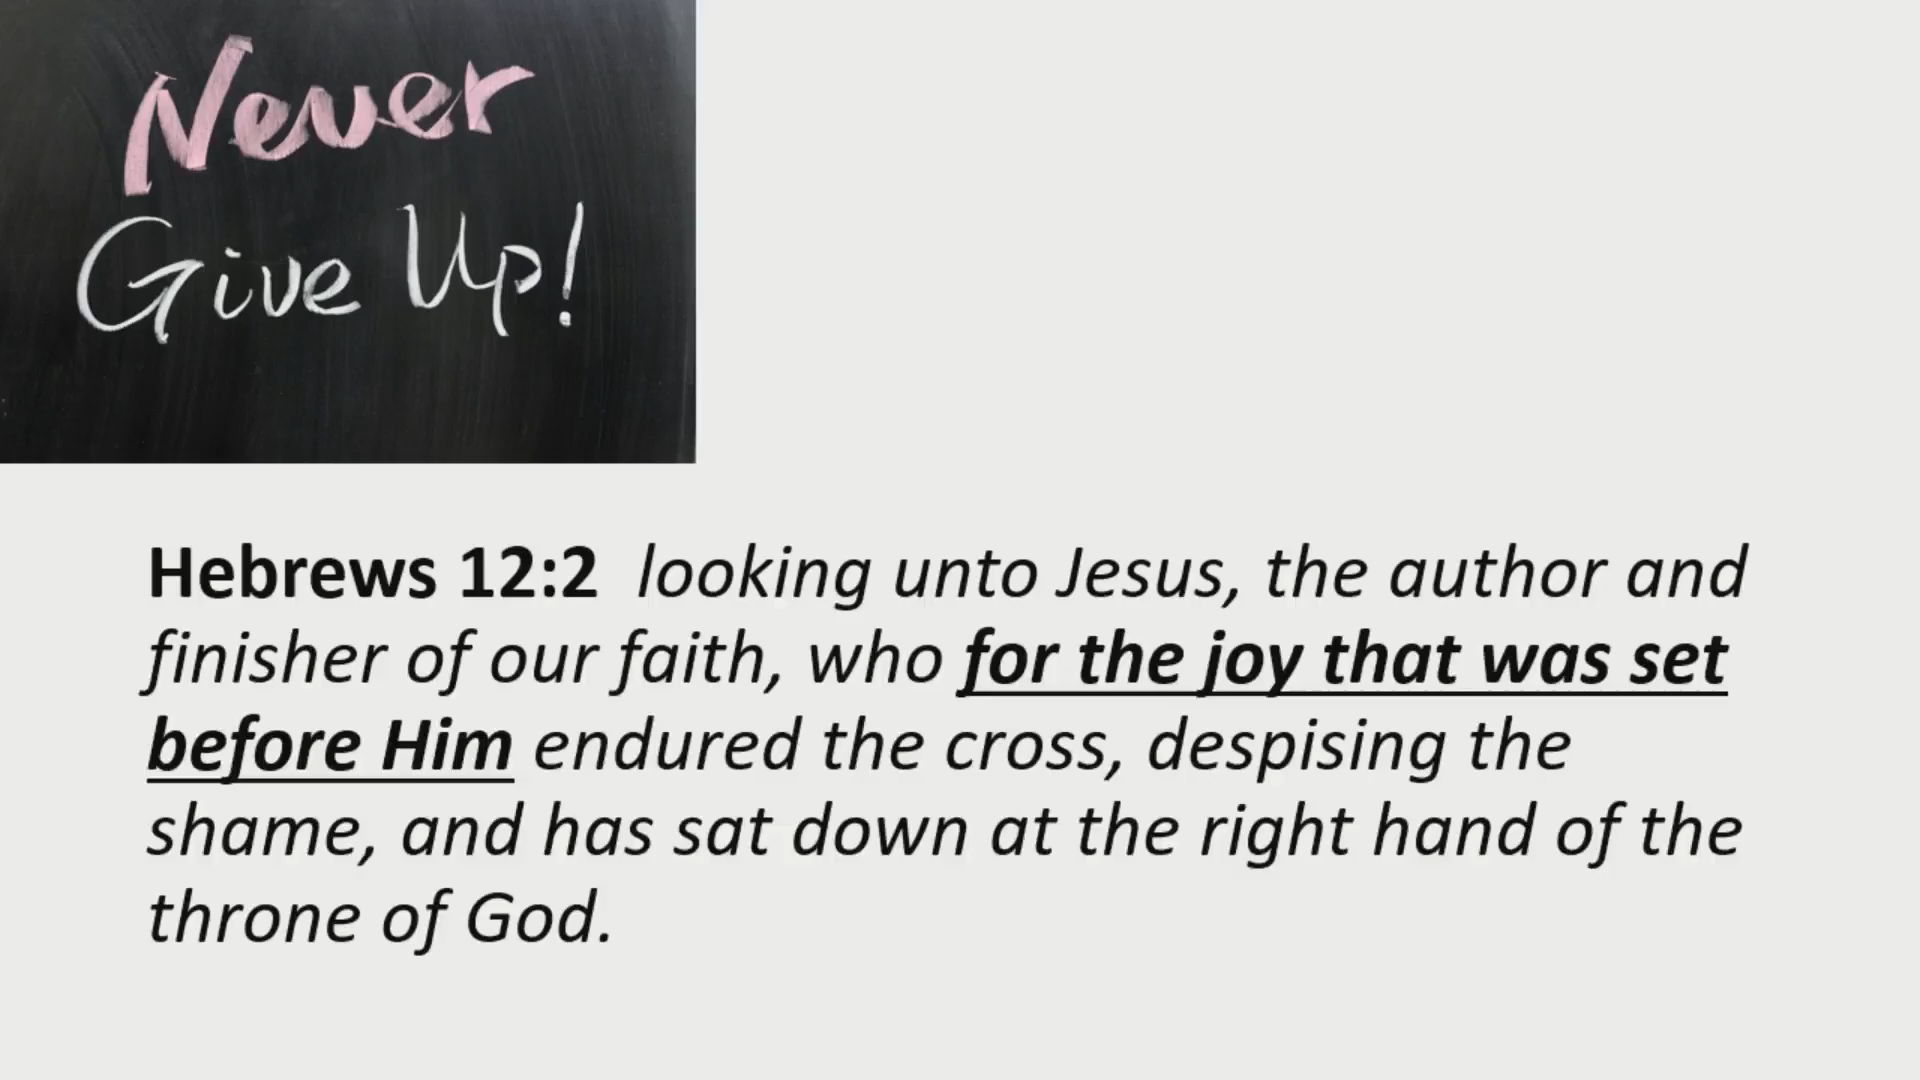 Never
Give Up!
Hebrews 12:2 looking unto Jesus, the author and
finisher of our faith, who for the joy that was set
before Him endured the cross, despising the
shame, and has sat down at the right hand of the
throne of God.